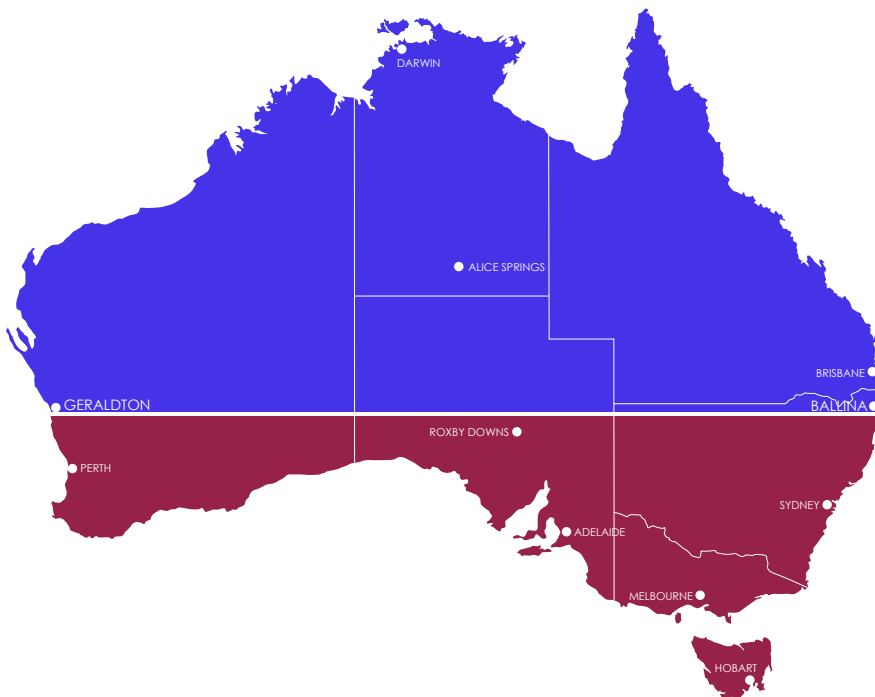 DARWIN
ALICE SPRINGS
BRISBANE
GERALDTON
BALLINA
ROXBY DOWNS
PERTH
SYDNEY
ADELAIDE
MELBOURNE
HOBART